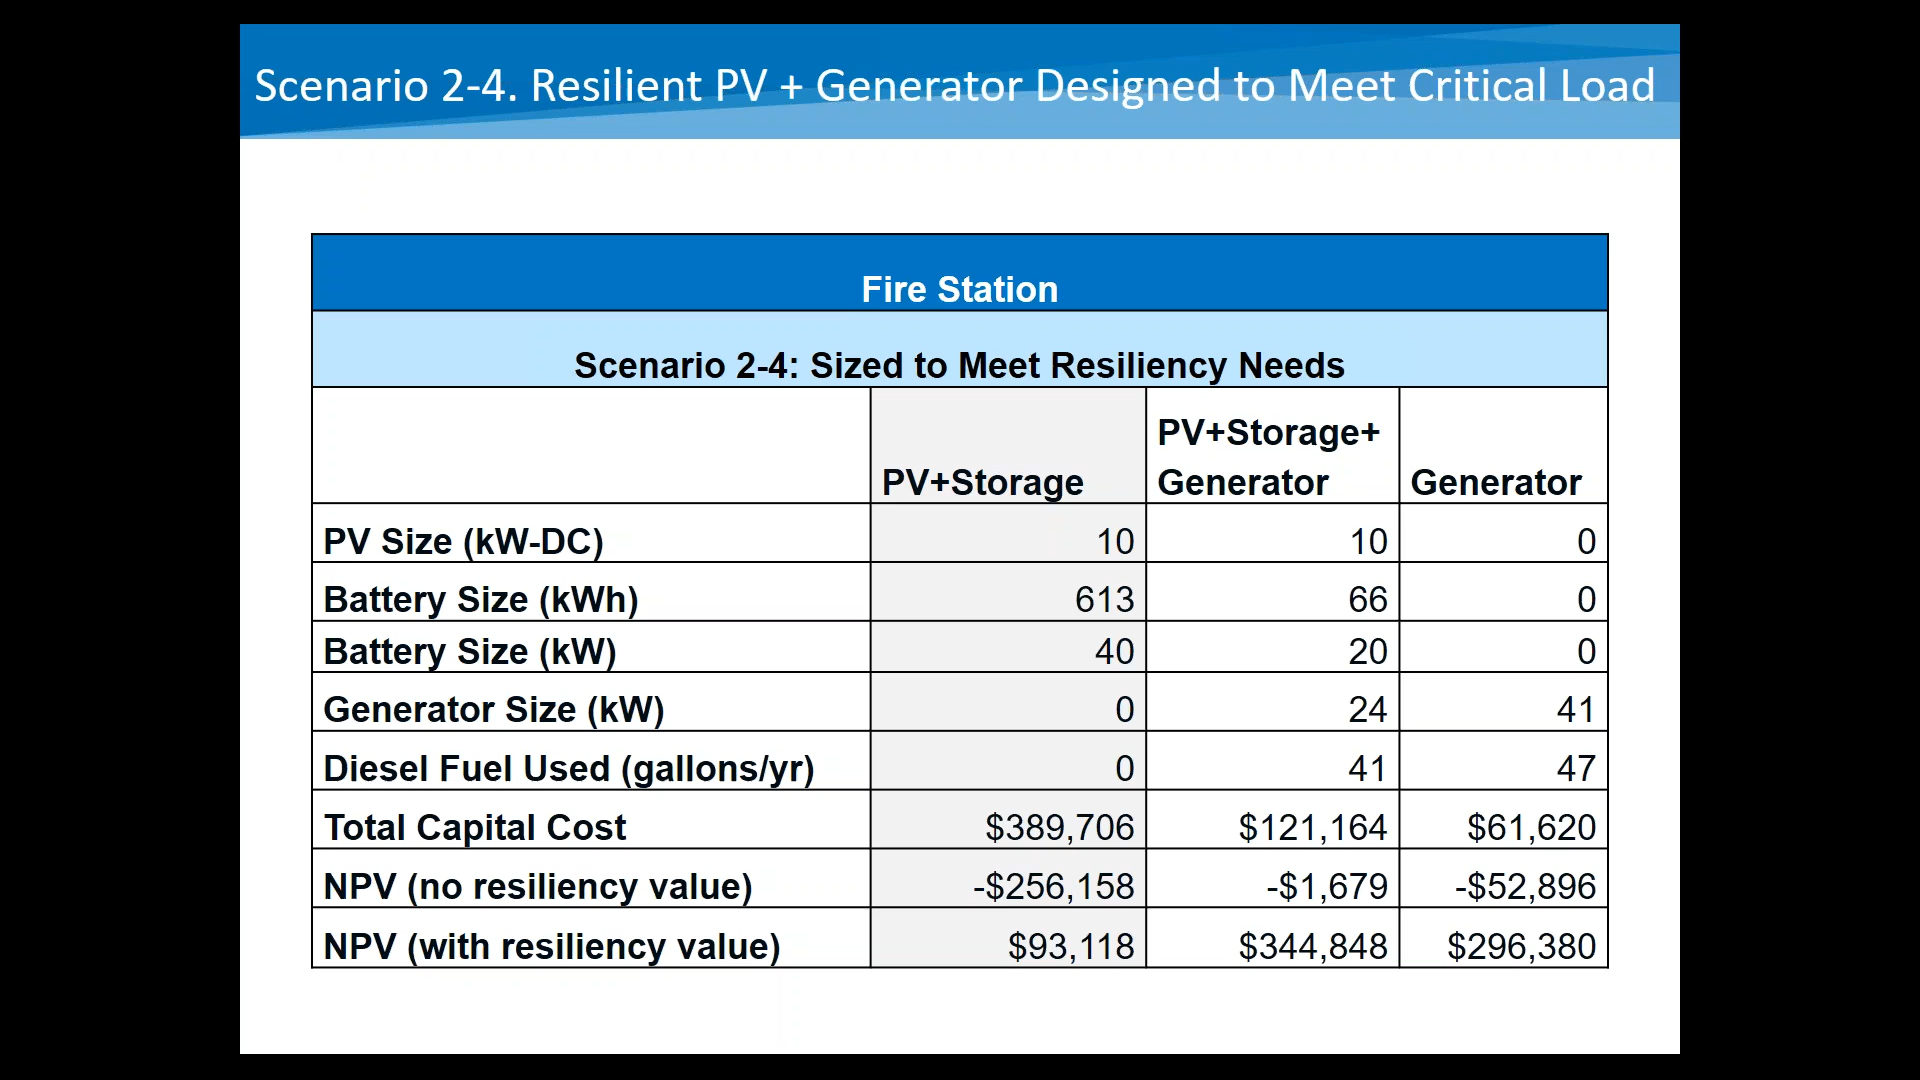 Scenario 2-4. Resilient PV + Generator Designed to Meet Critical Load
Fire Station
Scenario 2-4: Sized to Meet Resiliency Needs
PV+Storage PV+Storage+ Generator Generator
PV Size (kW-DC) 10 10 0
Battery Size (kWh) 613 66 0
Battery Size (kW) 40 20 0
Generator Size (kW) 0 24 41
Diesel Fuel Used (gallons/yr) 0 41 47
Total Capital Cost $389,706 $121,164 $61,620
NPV (no resiliency value) -$256,158 -$1,679 -$52,896
NPV (with resiliency value) $93,118 $344,848 $296,380